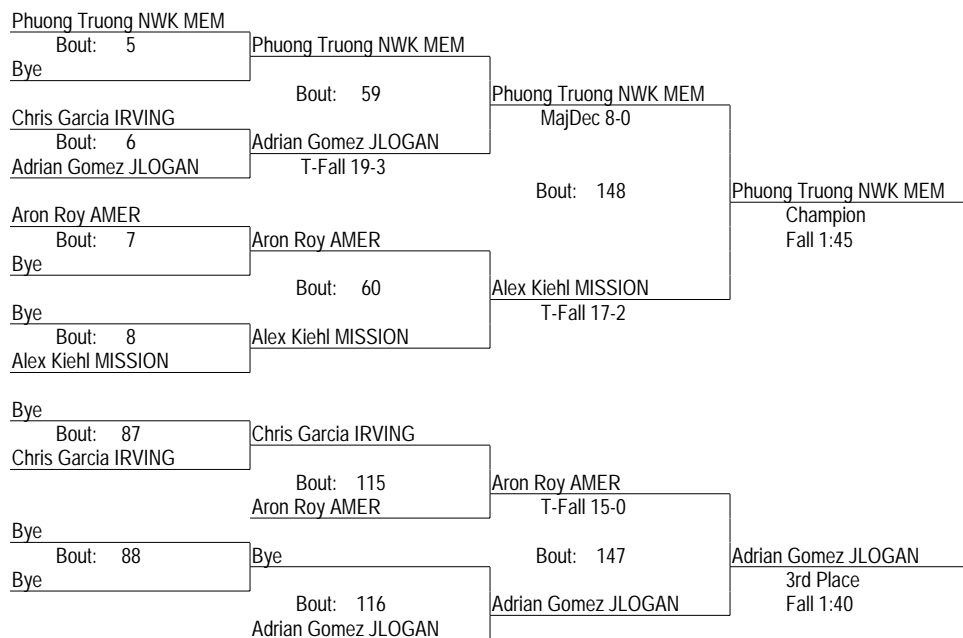 Phuong Truong NWK MEM
Bout: 5
Phuong Truong NWK MEM
Bye
Bout: 59
Phuong Truong NWK MEM
Chris Garcia IRVING
MajDec 8-0
Bout: 6
Adrian Gomez JLOGAN
Adrian Gomez JLOGAN
T-Fall 19-3
Bout: 148
Phuong Truong NWK MEM
Aron Roy AMER
Champion
Bout: 7
Aron Roy AMER
Fall 1:45
Bye
Bout: 60
Alex Kiehl MISSION
Bye
T-Fall 17-2
Bout: 8
Alex Kiehl MISSION
Alex Kiehl MISSION
Bye
Bout: 87
Chris Garcia IRVING
Chris Garcia IRVING
Bout: 115
Aron Roy AMER
Aron Roy AMER
T-Fall 15-0
Bye
Bout: 88
Bye
Bout: 147
Adrian Gomez JLOGAN
Bye
3rd Place
Bout: 116
Adrian Gomez JLOGAN
Fall 1:40
Adrian Gomez JLOGAN